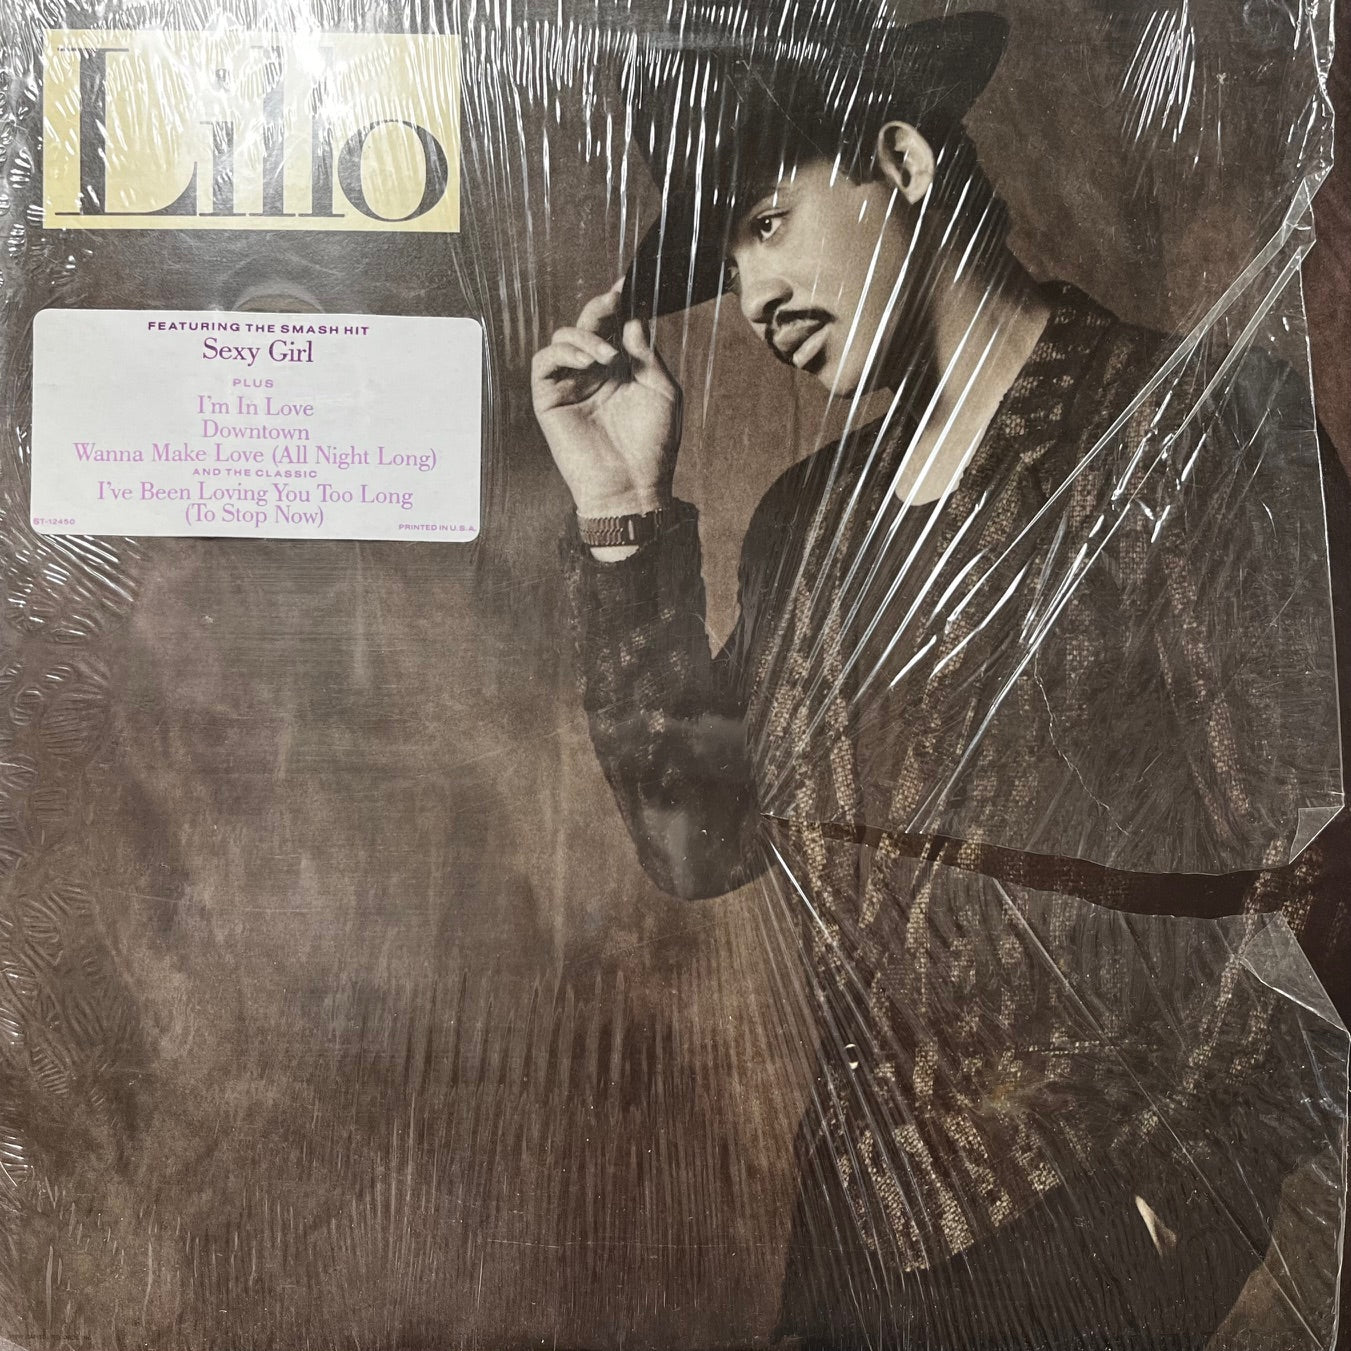 Lillo
FEATURING THE SMASH HIT
Sexy Girl
PLUS
I'm In Love
Downtown
Wanna Make Love (All Night Long)
AND THE CLASSIC
I've Been Loving You Too Long
(To Stop Now)
ST-12450
PRINTED IN U.S.A.